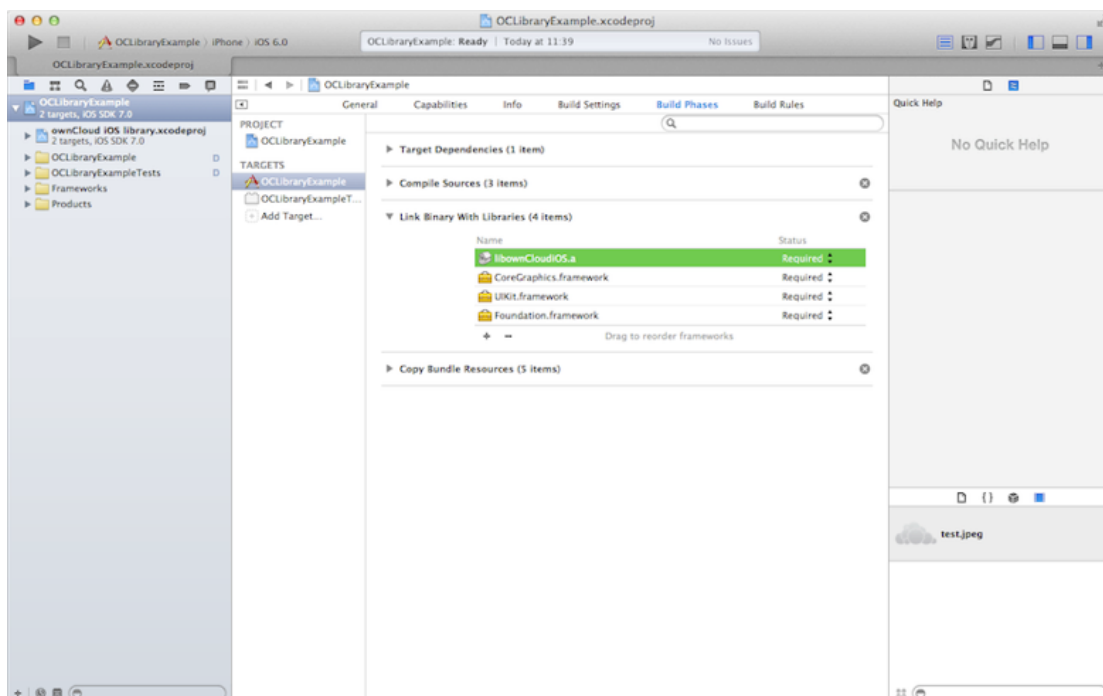 OCLibraryExample.xcodeproj
OCLibraryExample
iPhone
iOS 6.0
OCLibraryExample: Ready | Today at 11:39
No Issues
OCLibraryExample.xcodeproj
OCLibraryExample
2 targets, iOS SDK 7.0
ownCloud iOS library.xcodeproj
2 targets, iOS SDK 7.0
OCLibraryExample D
OCLibraryExampleTests D
Frameworks
Products
OCLibraryExample
General Capabilities Info Build Settings Build Phases Build Rules
PROJECT
OCLibraryExample
TARGETS
OCLibraryExample
OCLibraryExampleT...
Add Target...
Target Dependencies (1 item)
Compile Sources (3 items)
Link Binary With Libraries (4 items)
Name Status
libownCloudiOS.a Required
CoreGraphics.framework Required
UIKit.framework Required
Foundation.framework Required
+ − Drag to reorder frameworks
Copy Bundle Resources (5 items)
Quick Help
No Quick Help
{}
test.jpeg